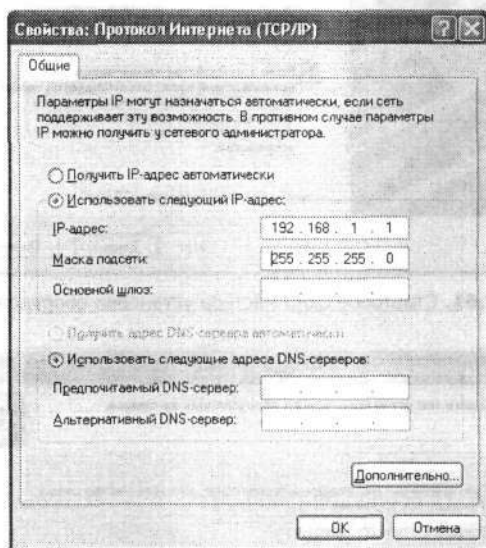 Свойства: Протокол Интернета (TCP/IP)
Общие
Параметры IP могут назначаться автоматически, если сеть
поддерживает эту возможность. В противном случае параметры
IP можно получить у сетевого администратора.
Получить IP-адрес автоматически
Использовать следующий IP-адрес:
IP-адрес: 192 . 168 . 1 . 1
Маска подсети: 255 . 255 . 255 . 0
Основной шлюз: . . .
Получить адрес DNS-сервера автоматически
Использовать следующие адреса DNS-серверов:
Предпочитаемый DNS-сервер: . . .
Альтернативный DNS-сервер: . . .
Дополнительно...
OK Отмена